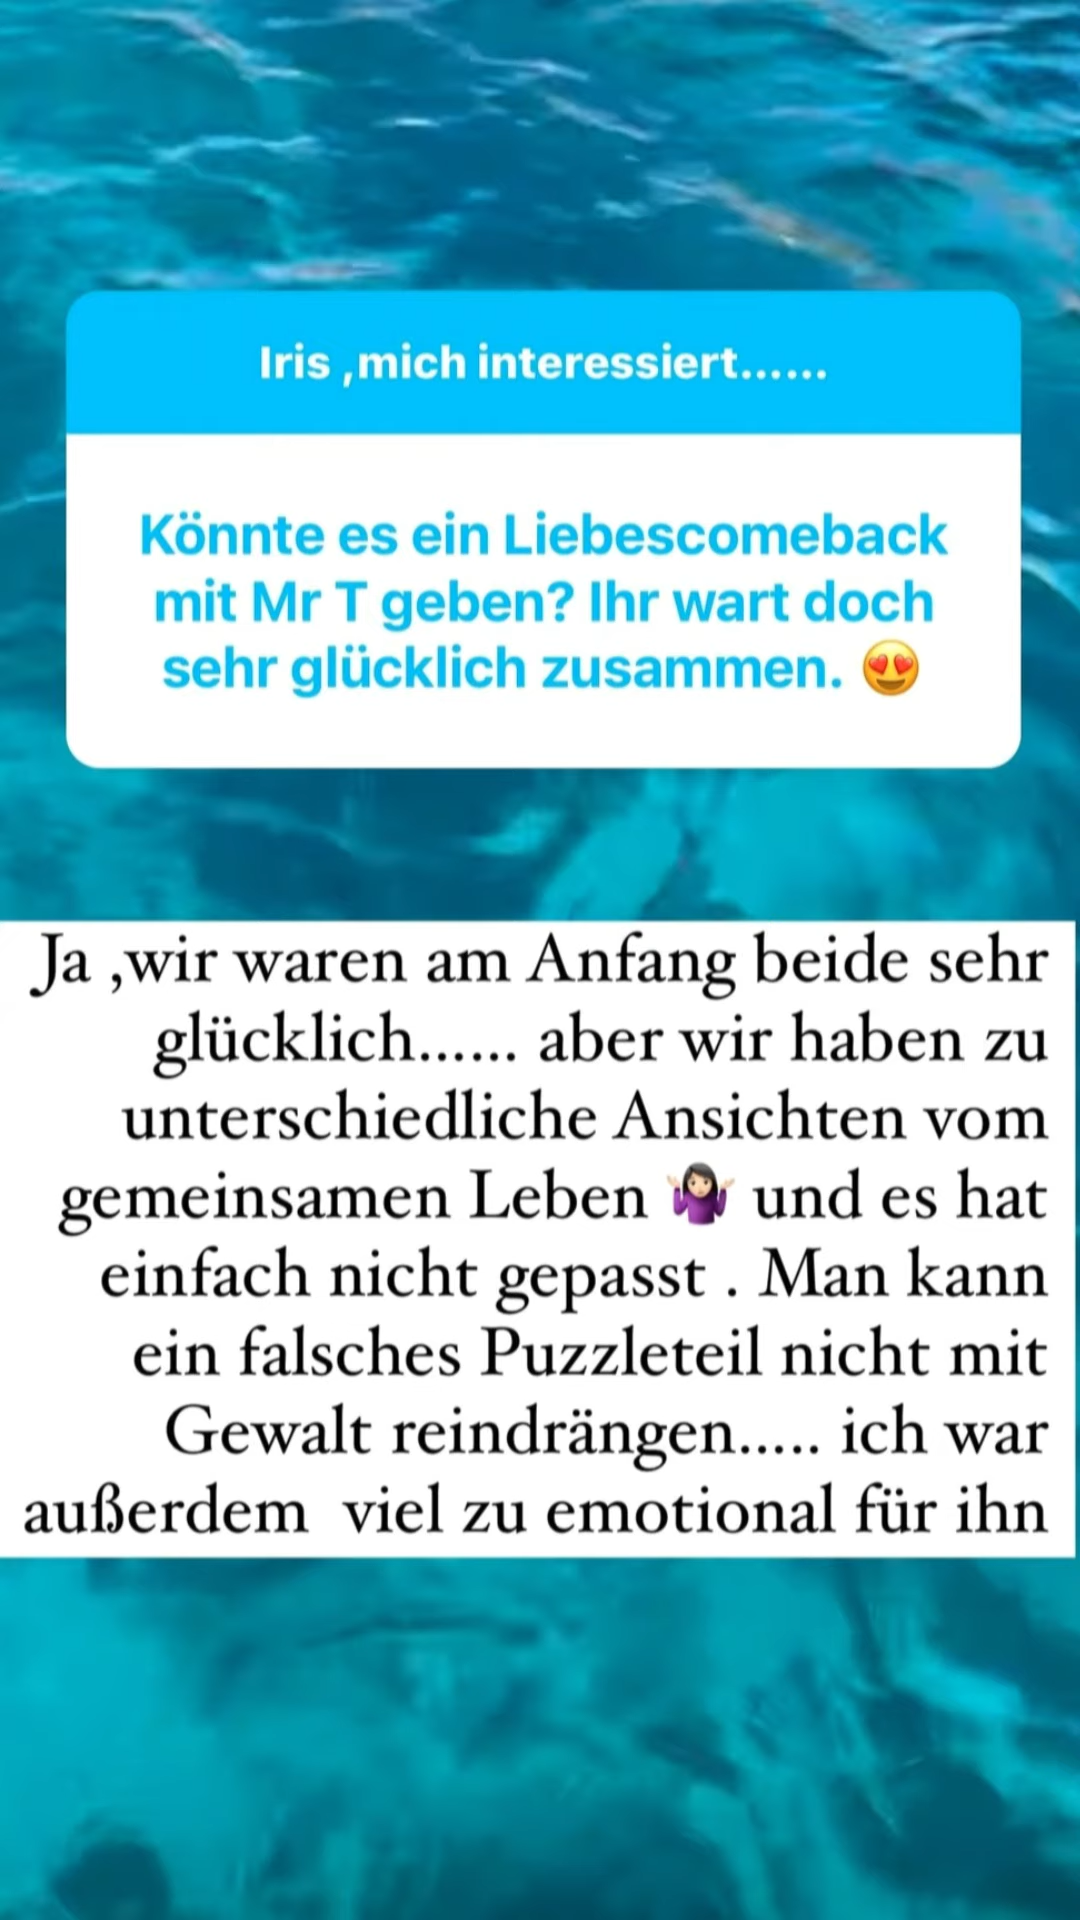 Iris ,mich interessiert......
Könnte es ein Liebescomeback
mit Mr T geben? Ihr wart doch
sehr glücklich zusammen. 😍
Ja ,wir waren am Anfang beide sehr
glücklich...... aber wir haben zu
unterschiedliche Ansichten vom
gemeinsamen Leben 🤷🏻‍♀️ und es hat
einfach nicht gepasst . Man kann
ein falsches Puzzleteil nicht mit
Gewalt reindrängen..... ich war
außerdem  viel zu emotional für ihn